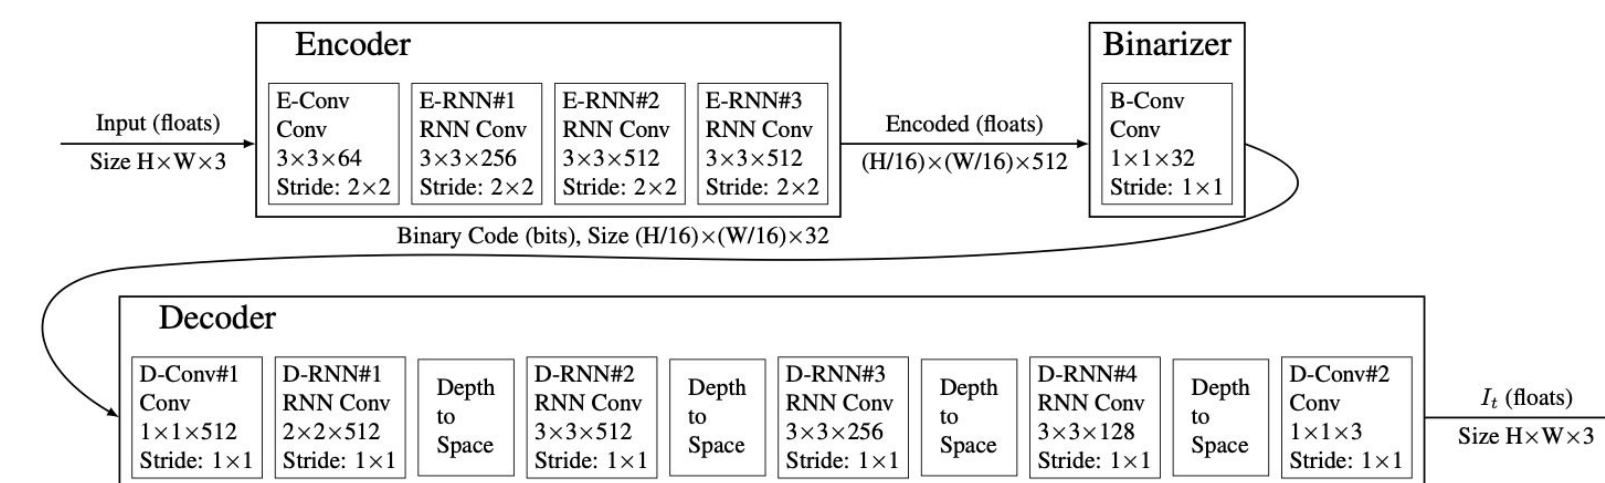 Encoder
E-Conv
Conv
3×3×64
Stride: 2×2
E-RNN#1
RNN Conv
3×3×256
Stride: 2×2
E-RNN#2
RNN Conv
3×3×512
Stride: 2×2
E-RNN#3
RNN Conv
3×3×512
Stride: 2×2
Binarizer
B-Conv
Conv
1×1×32
Stride: 1×1
Input (floats)
Size H×W×3
Encoded (floats)
(H/16)×(W/16)×512
Binary Code (bits), Size (H/16)×(W/16)×32
Decoder
D-Conv#1
Conv
1×1×512
Stride: 1×1
D-RNN#1
RNN Conv
2×2×512
Stride: 1×1
Depth
to
Space
D-RNN#2
RNN Conv
3×3×512
Stride: 1×1
Depth
to
Space
D-RNN#3
RNN Conv
3×3×256
Stride: 1×1
Depth
to
Space
D-RNN#4
RNN Conv
3×3×128
Stride: 1×1
Depth
to
Space
D-Conv#2
Conv
1×1×3
Stride: 1×1
I_t (floats)
Size H×W×3